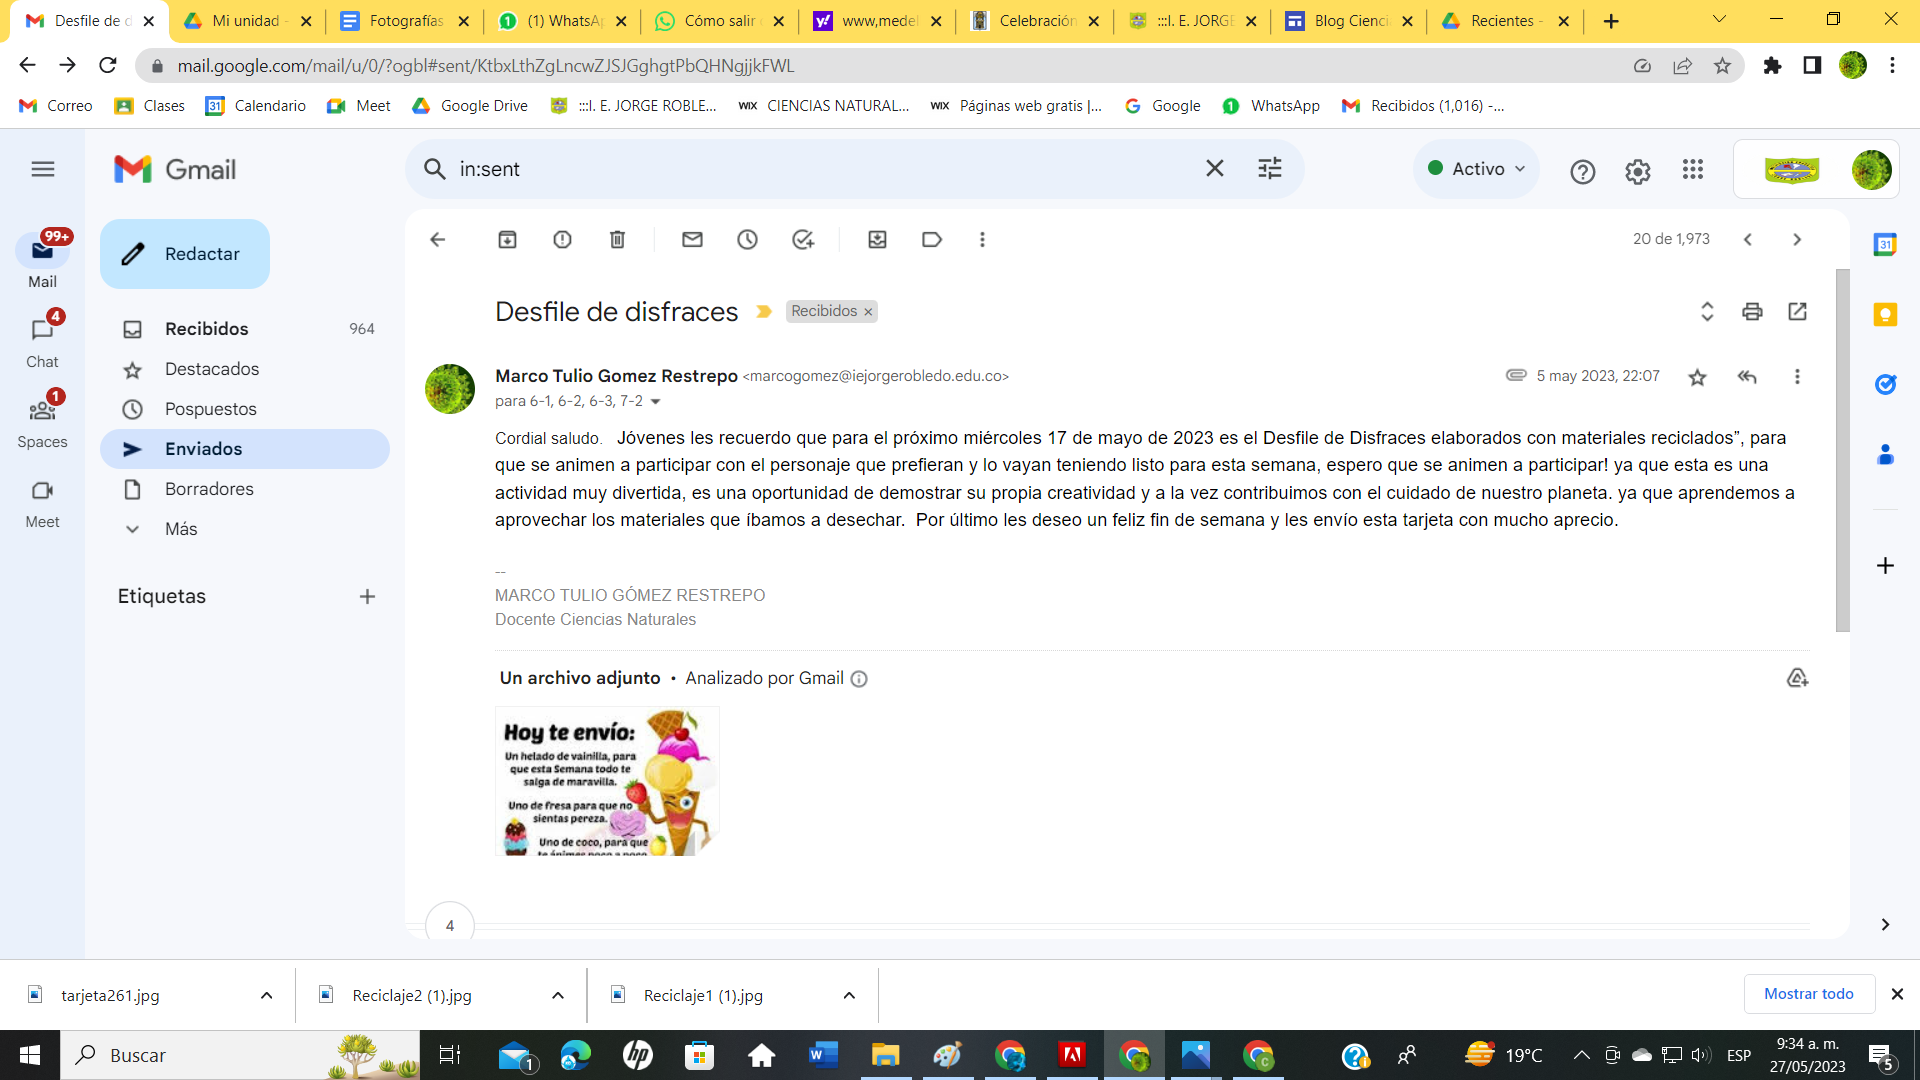 Desfile de d
Mi unidad -
Fotografías
(1) WhatsAp
Cómo salir
www,medel
Celebración
:::I. E. JORGE
Blog Cienci
Recientes -
mail.google.com/mail/u/0/?ogbl#sent/KtbxLthZgLncwZJSJGghgtPbQHNgjjkFWL
Correo
Clases
Calendario
Meet
Google Drive
:::I. E. JORGE ROBLE...
WIX CIENCIAS NATURAL...
WIX Páginas web gratis |...
Google
WhatsApp
Recibidos (1,016) -...
Gmail
in:sent
Activo
99+
Mail
4
Chat
1
Spaces
Meet
Redactar
Recibidos 964
Destacados
Pospuestos
Enviados
Borradores
Más
Etiquetas
20 de 1,973
Desfile de disfraces
Recibidos ×
Marco Tulio Gomez Restrepo <marcogomez@iejorgerobledo.edu.co>
5 may 2023, 22:07
para 6-1, 6-2, 6-3, 7-2
Cordial saludo. Jóvenes les recuerdo que para el próximo miércoles 17 de mayo de 2023 es el Desfile de Disfraces elaborados con materiales reciclados”, para
que se animen a participar con el personaje que prefieran y lo vayan teniendo listo para esta semana, espero que se animen a participar! ya que esta es una
actividad muy divertida, es una oportunidad de demostrar su propia creatividad y a la vez contribuimos con el cuidado de nuestro planeta. ya que aprendemos a
aprovechar los materiales que íbamos a desechar. Por último les deseo un feliz fin de semana y les envío esta tarjeta con mucho aprecio.
--
MARCO TULIO GÓMEZ RESTREPO
Docente Ciencias Naturales
Un archivo adjunto • Analizado por Gmail
Hoy te envío:
Un helado de vainilla, para
que esta Semana todo te
salga de maravilla.
Uno de fresa para que no
sientas pereza.
Uno de coco, para que
te ánimes poco a poco
4
31
tarjeta261.jpg
Reciclaje2 (1).jpg
Reciclaje1 (1).jpg
Mostrar todo
Buscar
1
19°C
ESP
9:34 a. m.
27/05/2023
5